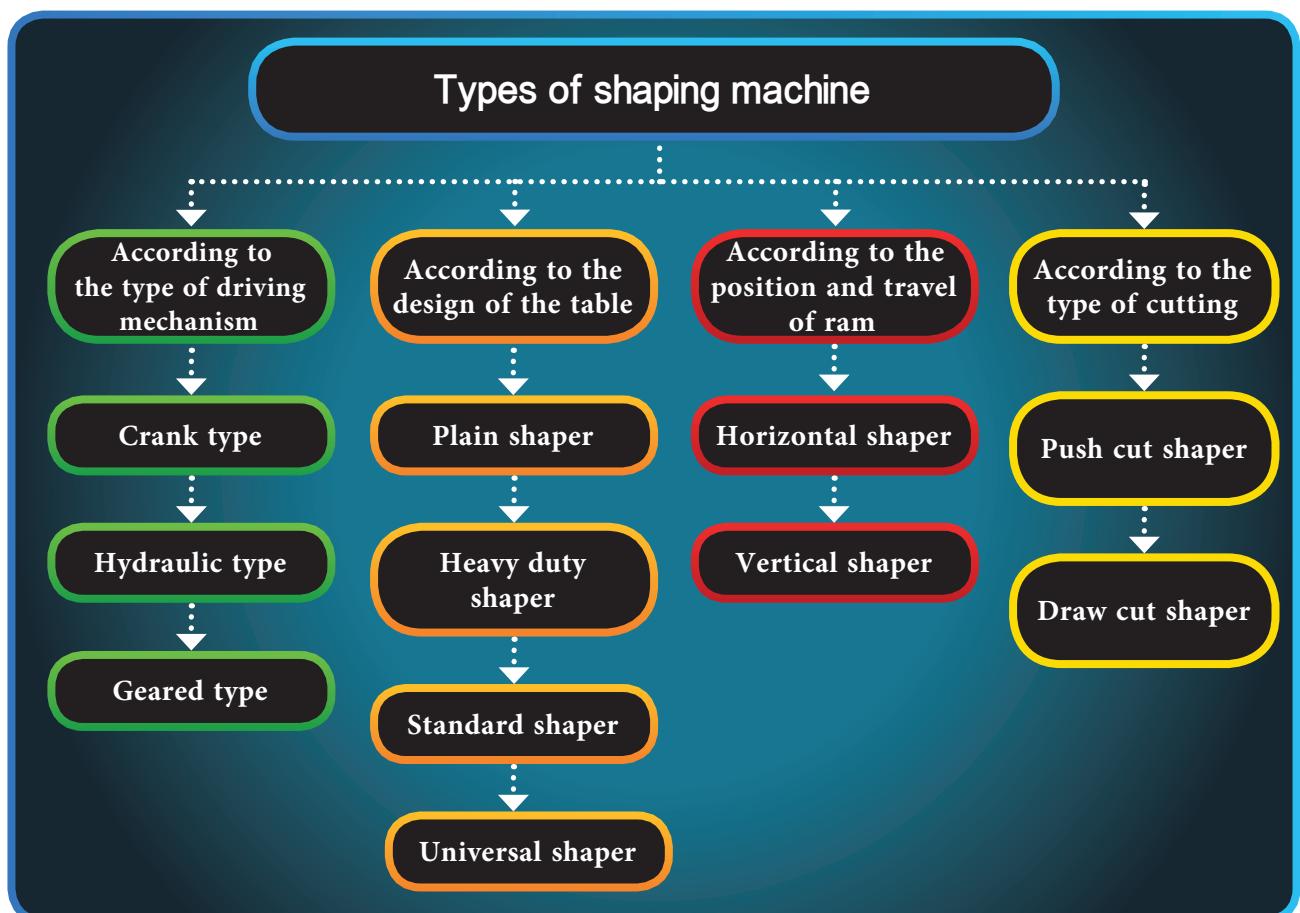 Types of shaping machine
According to
the type of driving
mechanism
Crank type
Hydraulic type
Geared type
According to the
design of the table
Plain shaper
Heavy duty
shaper
Standard shaper
Universal shaper
According to the
position and travel
of ram
Horizontal shaper
Vertical shaper
According to the
type of cutting
Push cut shaper
Draw cut shaper